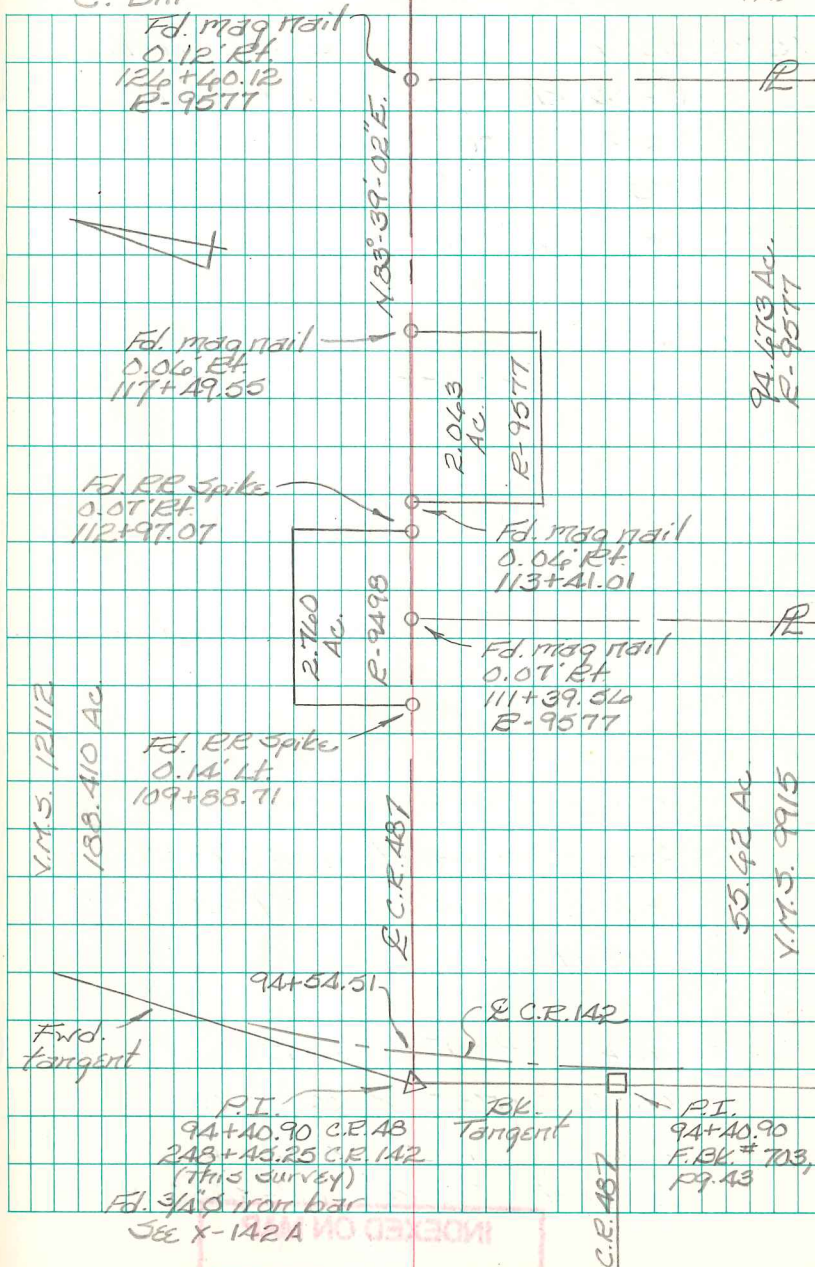 Fd. mag nail
0.12' Rt.
126+60.12
R-9577
℄
N.83°-39'-02"E.
Fd. mag nail
0.06' Rt.
117+49.55
2.063
Ac.
R-9577
94.673 Ac.
R-9577
Fd. RR Spike
0.07' Rt.
112+97.07
Fd. mag nail
0.06' Rt.
113+41.01
2.760
Ac.
R-9498
Fd. mag nail
0.07' Rt.
111+39.56
R-9577
PL
Fd. RR Spike
0.14' Lt.
109+88.71
V.M.S. 12112
188.410 Ac.
℄ C.R. 487
55.62 Ac.
V.M.S. 9915
94+54.51
℄ C.R. 142
Fwd.
tangent
P.I.
94+40.90 C.R. 48
248+46.25 C.R. 142
(this survey)
Fd. 3/4"ø iron bar
See X-142A
Bk.
Tangent
P.I.
94+40.90
F.Bk. # 703,
pg. 43
C.R. 487
INDEXED ON MAP